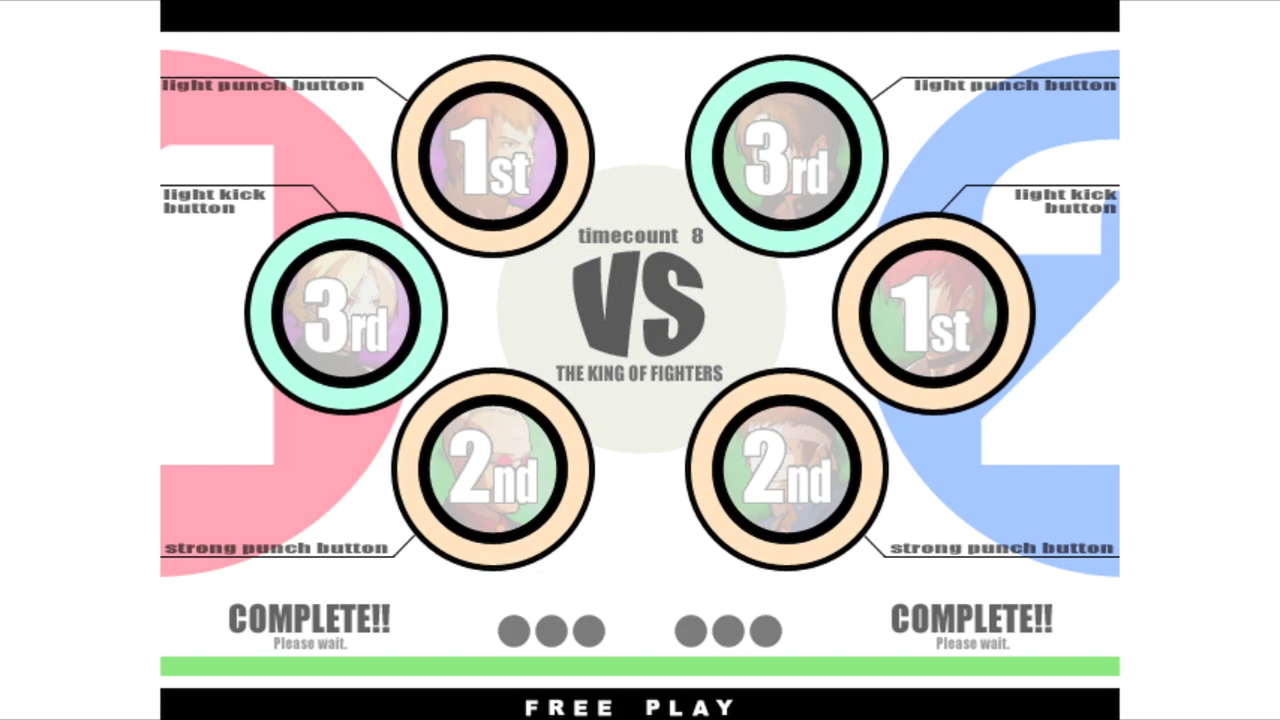 light punch button
light punch button
1st
3rd
light kick
button
light kick
button
timecount 8
VS
3rd
1st
THE KING OF FIGHTERS
2nd
2nd
strong punch button
strong punch button
COMPLETE!!
Please wait.
COMPLETE!!
Please wait.
FREE PLAY
1
2